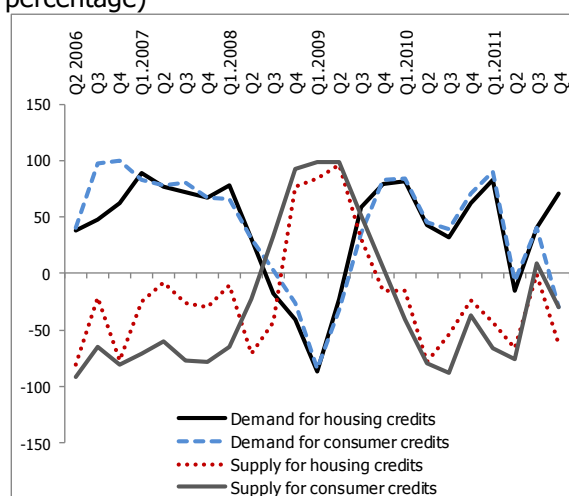 percentage)
Q2 2006
Q3
Q4
Q1.2007
Q2
Q3
Q4
Q1.2008
Q2
Q3
Q4
Q1.2009
Q2
Q3
Q4
Q1.2010
Q2
Q3
Q4
Q1.2011
Q2
Q3
Q4
150
100
50
0
-50
-100
-150
Demand for housing credits
Demand for consumer credits
Supply for housing credits
Supply for consumer credits